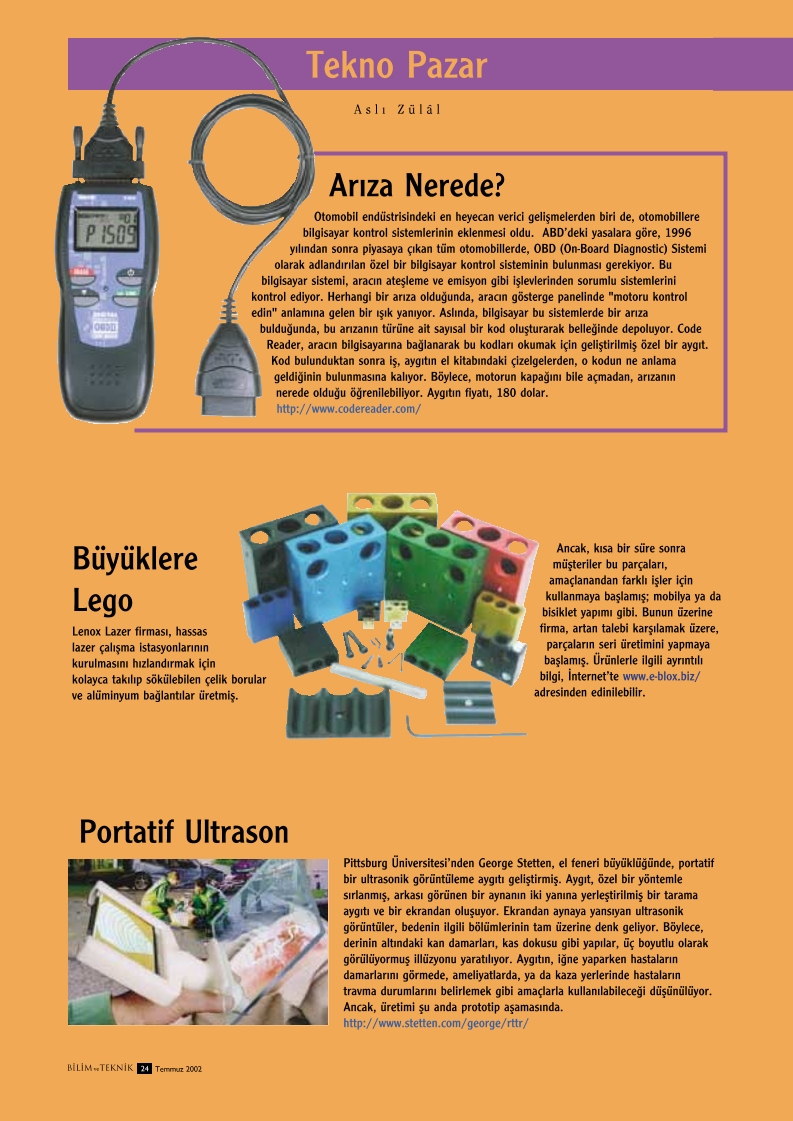 Tekno Pazar
Aslı Zülâl
Arıza Nerede?
Otomobil endüstrisindeki en heyecan verici gelişmelerden biri de, otomobillere
bilgisayar kontrol sistemlerinin eklenmesi oldu. ABD'deki yasalara göre, 1996
yılından sonra piyasaya çıkan tüm otomobillerde, OBD (On-Board Diagnostic) Sistemi
olarak adlandırılan özel bir bilgisayar kontrol sisteminin bulunması gerekiyor. Bu
bilgisayar sistemi, aracın ateşleme ve emisyon gibi işlevlerinden sorumlu sistemlerini
kontrol ediyor. Herhangi bir arıza olduğunda, aracın gösterge panelinde "motoru kontrol
edin" anlamına gelen bir ışık yanıyor. Aslında, bilgisayar bu sistemlerde bir arıza
bulduğunda, bu arızanın türüne ait sayısal bir kod oluşturarak belleğinde depoluyor. Code
Reader, aracın bilgisayarına bağlanarak bu kodları okumak için geliştirilmiş özel bir aygıt.
Kod bulunduktan sonra iş, aygıtın el kitabındaki çizelgelerden, o kodun ne anlama
geldiğinin bulunmasına kalıyor. Böylece, motorun kapağını bile açmadan, arızanın
nerede olduğu öğrenilebiliyor. Aygıtın fiyatı, 180 dolar.
http://www.codereader.com/
P1509
OBDII
Büyüklere
Lego
Lenox Lazer firması, hassas
lazer çalışma istasyonlarının
kurulmasını hızlandırmak için
kolayca takılıp sökülebilen çelik borular
ve alüminyum bağlantılar üretmiş.
Ancak, kısa bir süre sonra
müşteriler bu parçaları,
amaçlanandan farklı işler için
kullanmaya başlamış; mobilya ya da
bisiklet yapımı gibi. Bunun üzerine
firma, artan talebi karşılamak üzere,
parçaların seri üretimini yapmaya
başlamış. Ürünlerle ilgili ayrıntılı
bilgi, İnternet'te www.e-blox.biz/
adresinden edinilebilir.
Portatif Ultrason
Pittsburg Üniversitesi'nden George Stetten, el feneri büyüklüğünde, portatif
bir ultrasonik görüntüleme aygıtı geliştirmiş. Aygıt, özel bir yöntemle
sırlanmış, arkası görünen bir aynanın iki yanına yerleştirilmiş bir tarama
aygıtı ve bir ekrandan oluşuyor. Ekrandan aynaya yansıyan ultrasonik
görüntüler, bedenin ilgili bölümlerinin tam üzerine denk geliyor. Böylece,
derinin altındaki kan damarları, kas dokusu gibi yapılar, üç boyutlu olarak
görülüyormuş illüzyonu yaratılıyor. Aygıtın, iğne yaparken hastaların
damarlarını görmede, ameliyatlarda, ya da kaza yerlerinde hastaların
travma durumlarını belirlemek gibi amaçlarla kullanılabileceği düşünülüyor.
Ancak, üretimi şu anda prototip aşamasında.
http://www.stetten.com/george/rttr/
BİLİM ve TEKNİK 24 Temmuz 2002